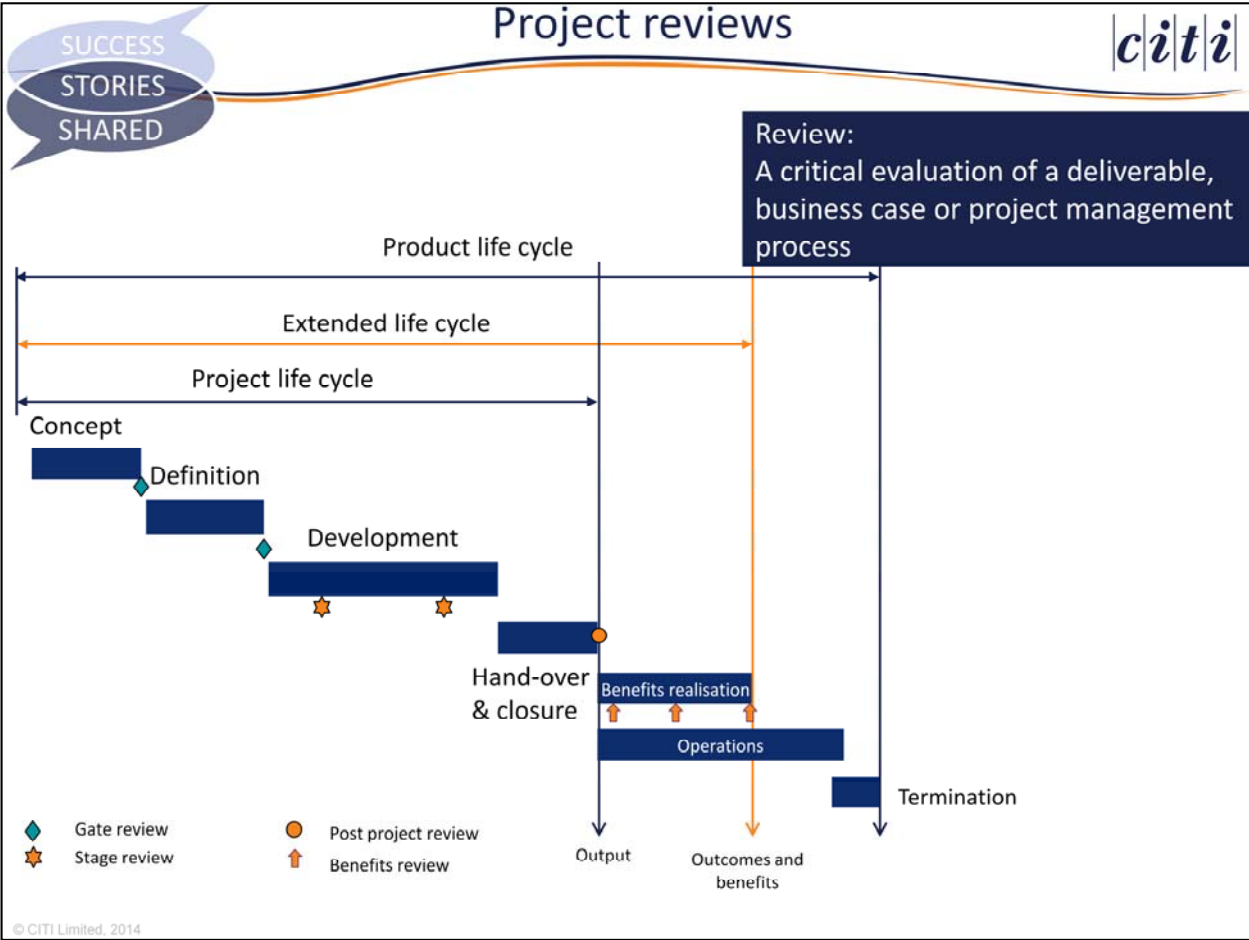 Project reviews
SUCCESS
STORIES
SHARED
|c|i|t|i|
Review:
A critical evaluation of a deliverable,
business case or project management
process
Product life cycle
Extended life cycle
Project life cycle
Concept
Definition
Development
Hand-over
& closure
Benefits realisation
Operations
Termination
Gate review
Stage review
Post project review
Benefits review
Output
Outcomes and
benefits
© CITI Limited, 2014